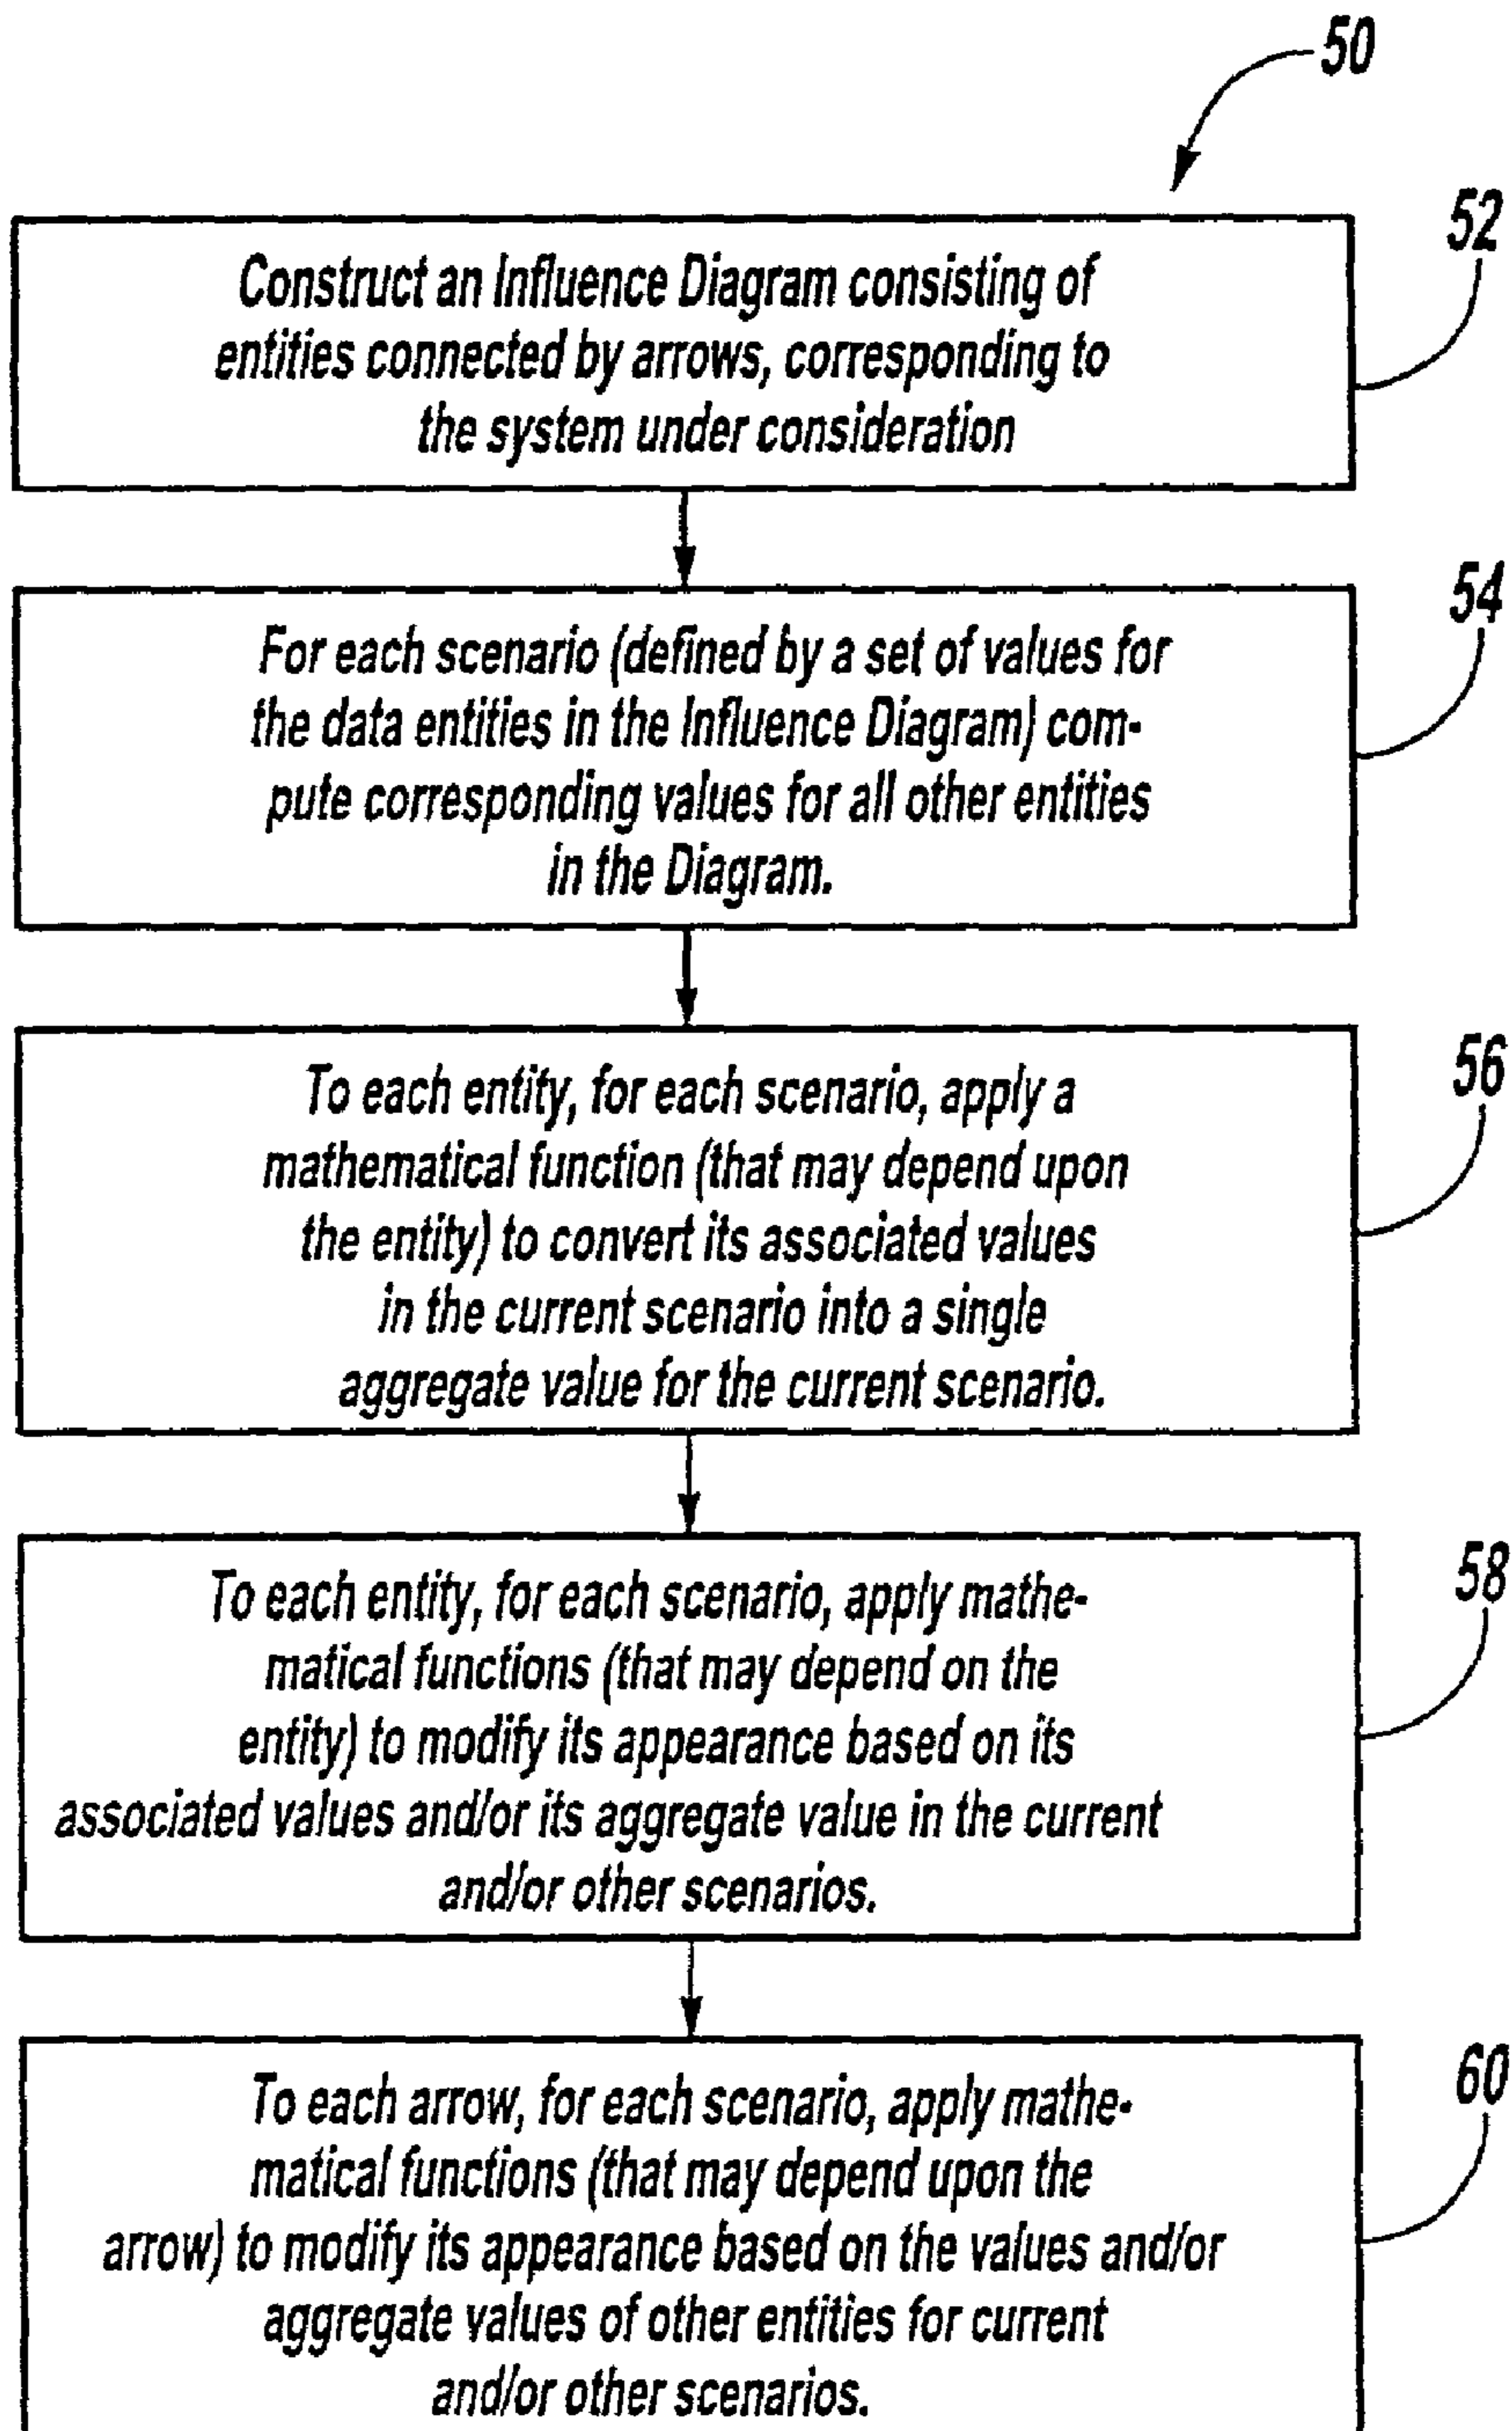 50
52
Construct an Influence Diagram consisting of
entities connected by arrows, corresponding to
the system under consideration
54
For each scenario (defined by a set of values for
the data entities in the Influence Diagram) com-
pute corresponding values for all other entities
in the Diagram.
56
To each entity, for each scenario, apply a
mathematical function (that may depend upon
the entity) to convert its associated values
in the current scenario into a single
aggregate value for the current scenario.
58
To each entity, for each scenario, apply mathe-
matical functions (that may depend on the
entity) to modify its appearance based on its
associated values and/or its aggregate value in the current
and/or other scenarios.
60
To each arrow, for each scenario, apply mathe-
matical functions (that may depend upon the
arrow) to modify its appearance based on the values and/or
aggregate values of other entities for current
and/or other scenarios.